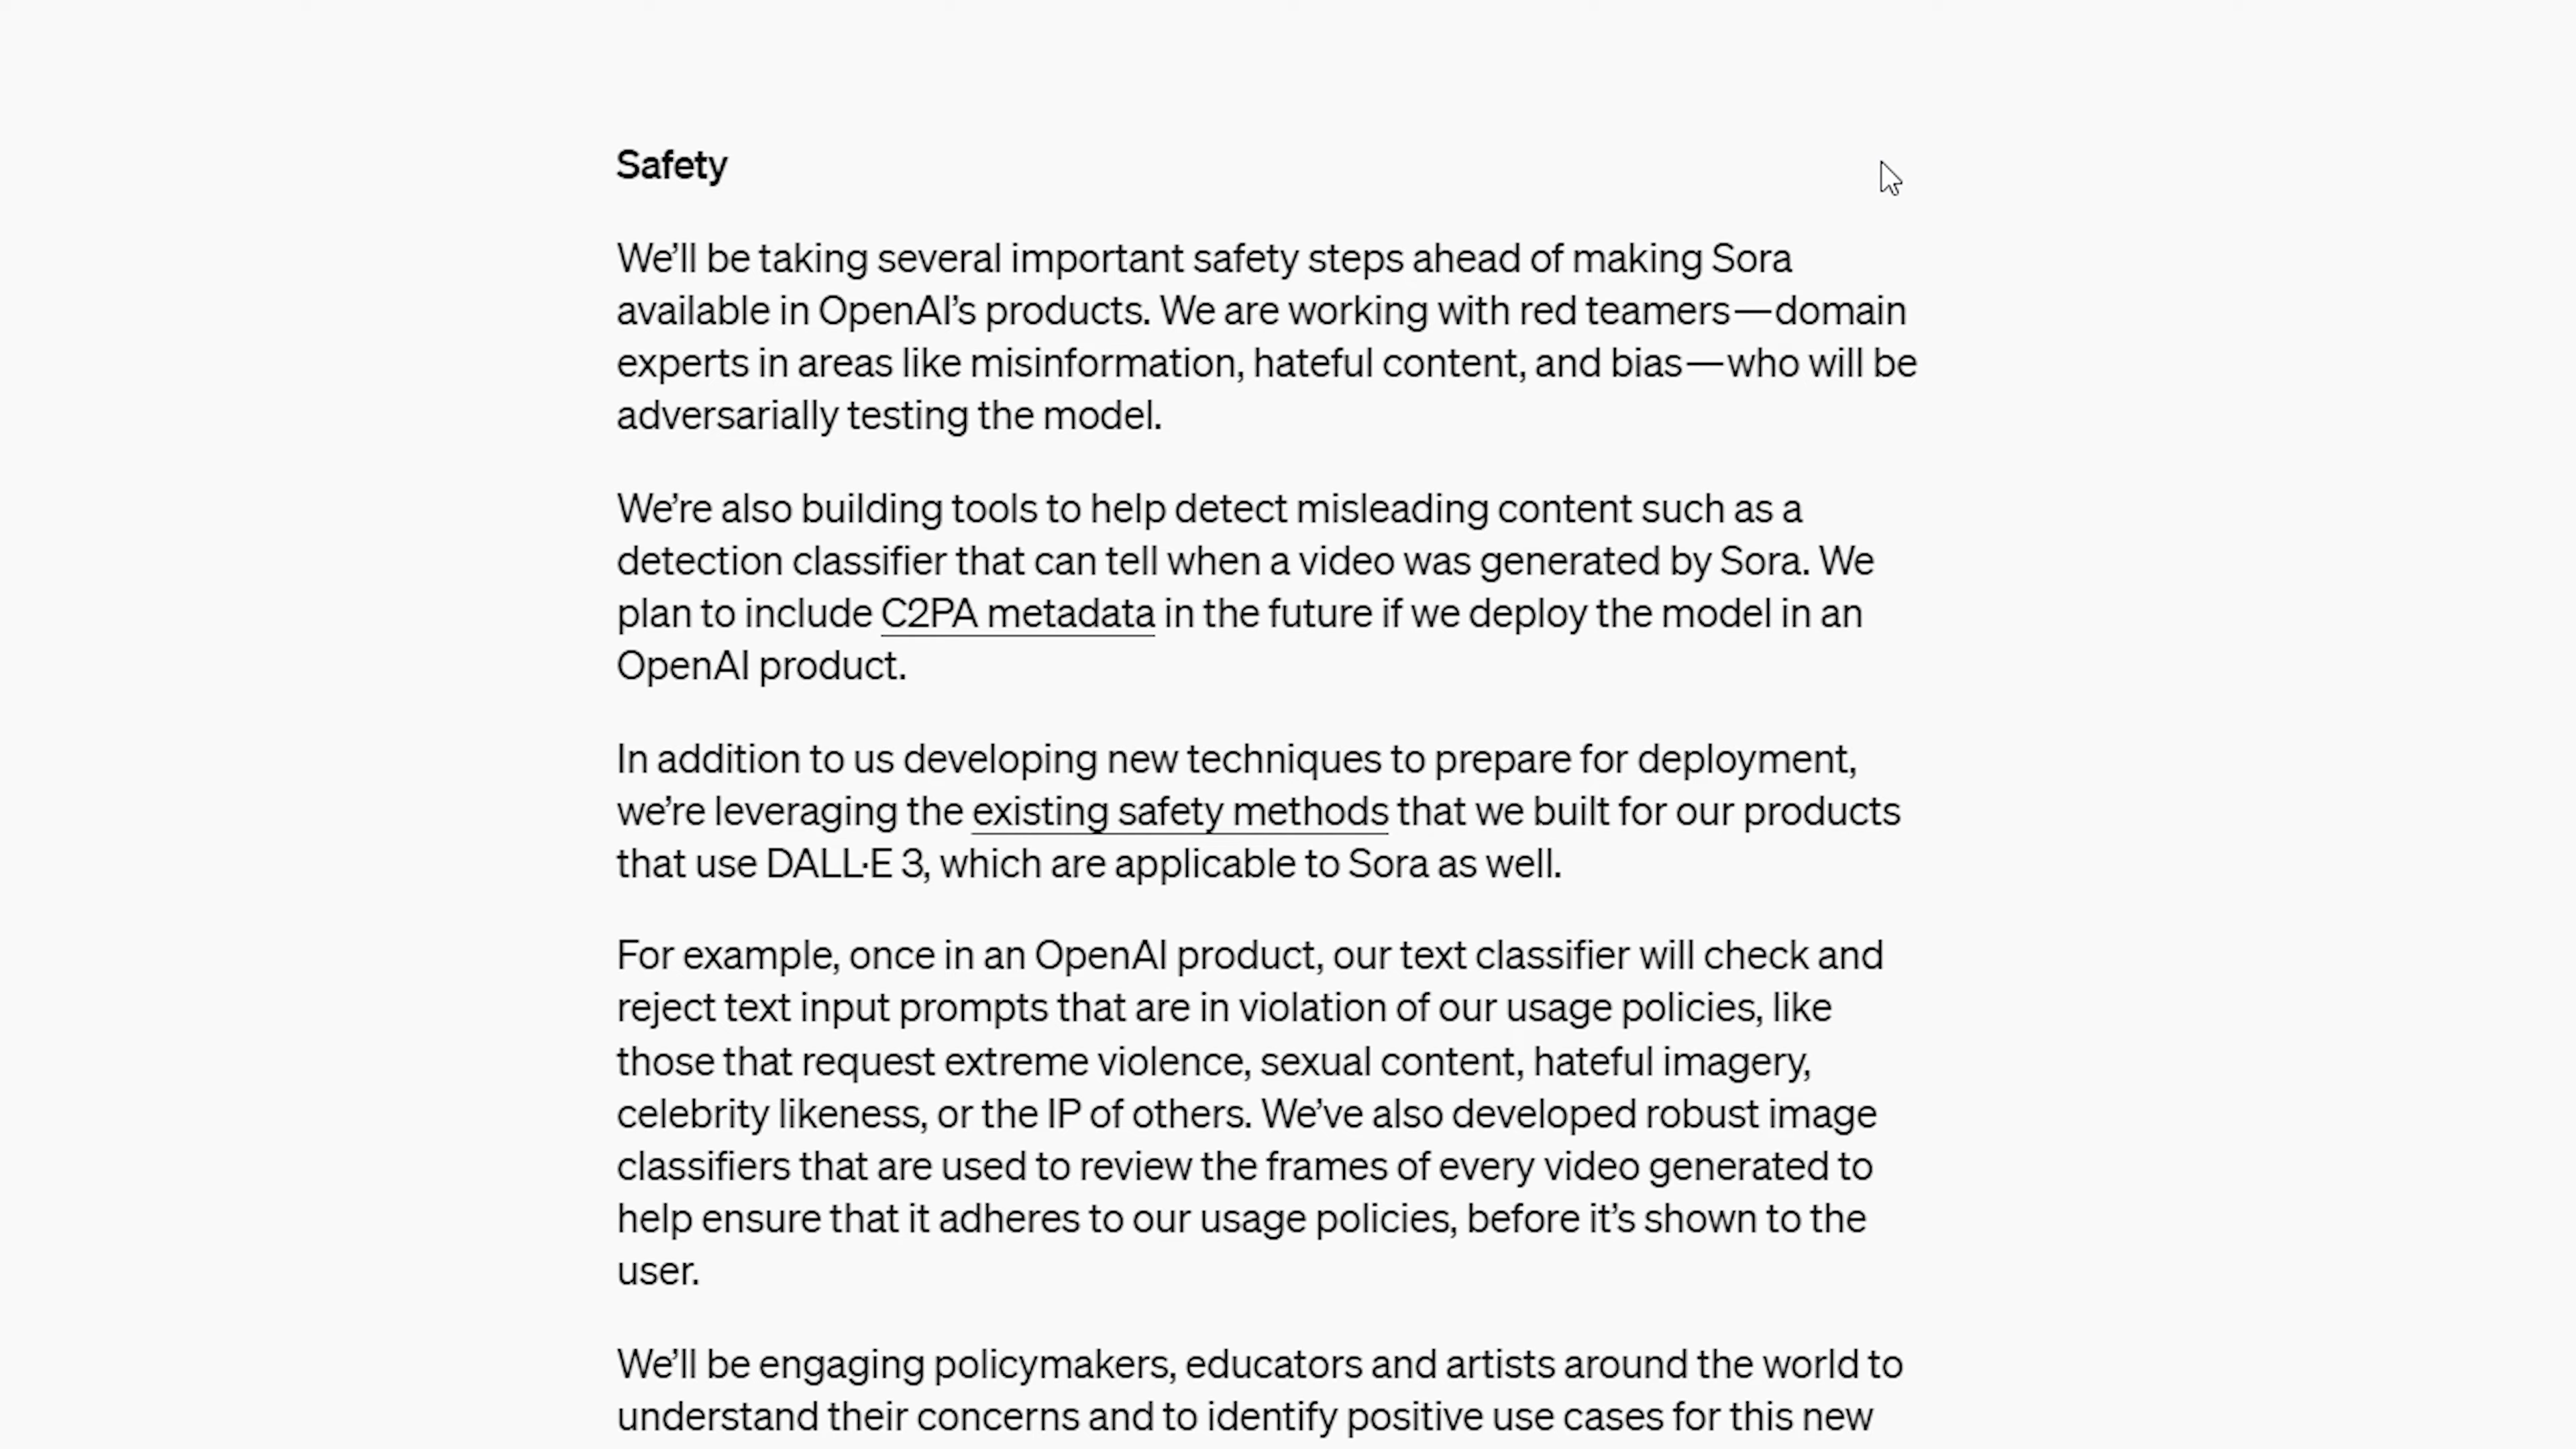 Safety
We’ll be taking several important safety steps ahead of making Sora
available in OpenAI’s products. We are working with red teamers—domain
experts in areas like misinformation, hateful content, and bias—who will be
adversarially testing the model.
We’re also building tools to help detect misleading content such as a
detection classifier that can tell when a video was generated by Sora. We
plan to include C2PA metadata in the future if we deploy the model in an
OpenAI product.
In addition to us developing new techniques to prepare for deployment,
we’re leveraging the existing safety methods that we built for our products
that use DALL·E 3, which are applicable to Sora as well.
For example, once in an OpenAI product, our text classifier will check and
reject text input prompts that are in violation of our usage policies, like
those that request extreme violence, sexual content, hateful imagery,
celebrity likeness, or the IP of others. We’ve also developed robust image
classifiers that are used to review the frames of every video generated to
help ensure that it adheres to our usage policies, before it’s shown to the
user.
We’ll be engaging policymakers, educators and artists around the world to
understand their concerns and to identify positive use cases for this new